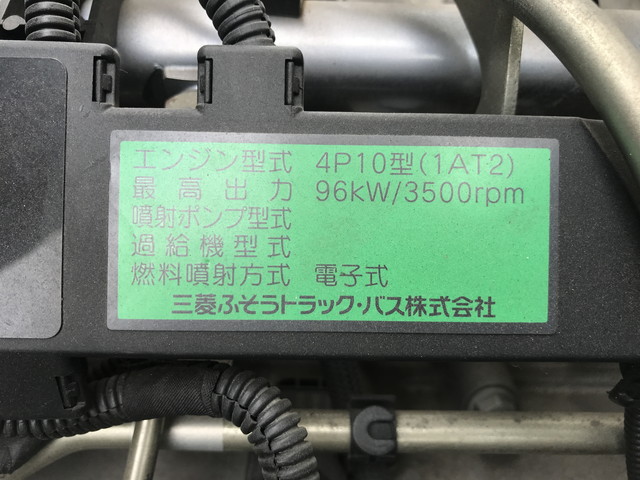 エンジン型式 4P10型(1AT2)
最高出力 96kW/3500rpm
噴射ポンプ型式
過給機型式
燃料噴射方式 電子式
三菱ふそうトラック・バス株式会社